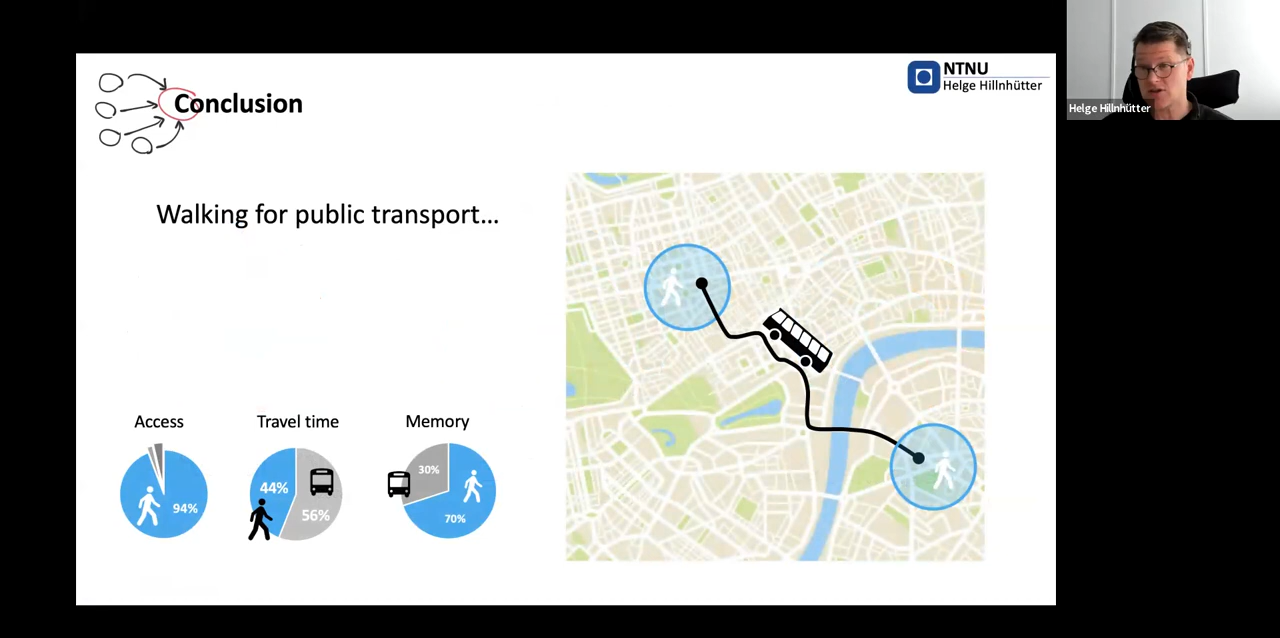 Conclusion
NTNU
Helge Hillnhütter
Helge Hillnhütter
Walking for public transport...
Access
Travel time
Memory
94%
44%
56%
30%
70%